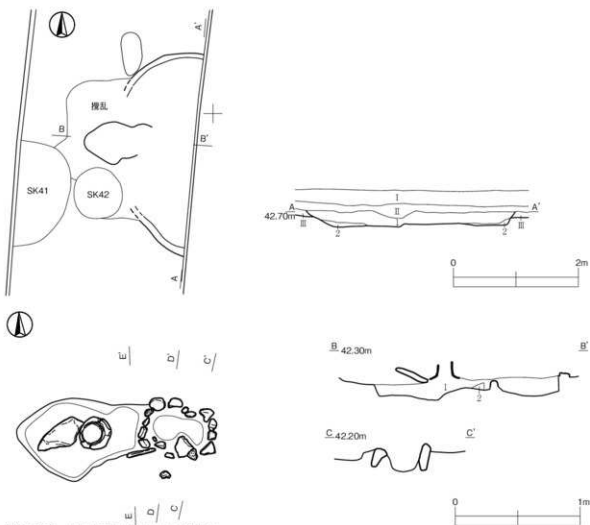 A'
攪乱
B
B'
SK41
SK42
A
I
A
II
A'
42.70m
III
2
2
III
0
2m
E'
D'
C'
E
D
C
B 42.30m
B'
I
2
C 42.20m
C'
0
1m